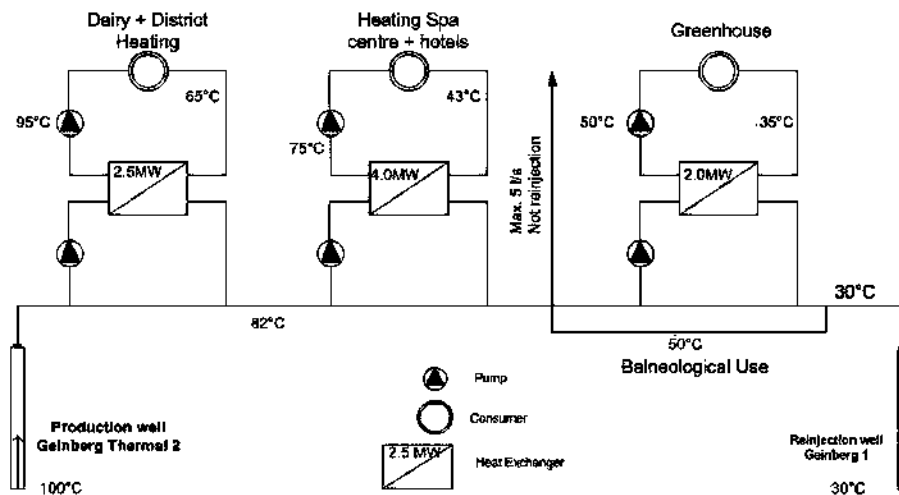 Dairy + District
Heating
Heating Spa
centre + hotels
Greenhouse
95°C
65°C
2.5MW
75°C
43°C
4.0MW
Max. 5 l/s
Not reinjection
50°C
35°C
2.0MW
82°C
30°C
50°C
Balneological Use
Pump
Consumer
2.5 MW
Heat Exchanger
Production well
Geinberg Thermal 2
100°C
Reinjection well
Geinberg 1
30°C